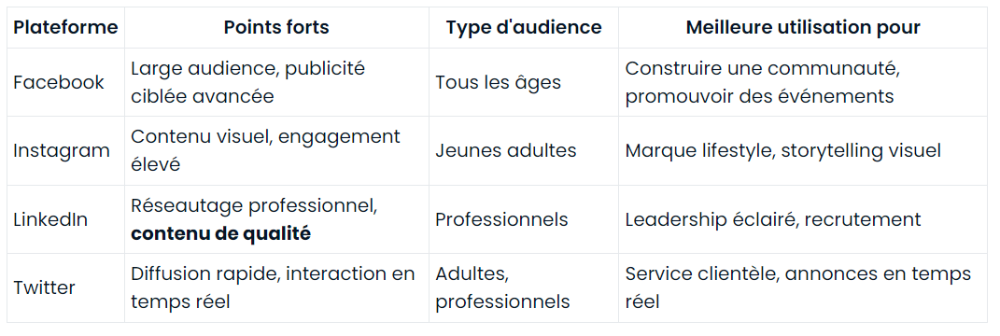 Plateforme Points forts Type d'audience Meilleure utilisation pour
Facebook
Large audience, publicité
ciblée avancée
Tous les âges
Construire une communauté,
promouvoir des événements
Instagram
Contenu visuel, engagement
élevé
Jeunes adultes
Marque lifestyle, storytelling visuel
LinkedIn
Réseautage professionnel,
contenu de qualité
Professionnels
Leadership éclairé, recrutement
Twitter
Diffusion rapide, interaction en
temps réel
Adultes,
professionnels
Service clientèle, annonces en temps
réel